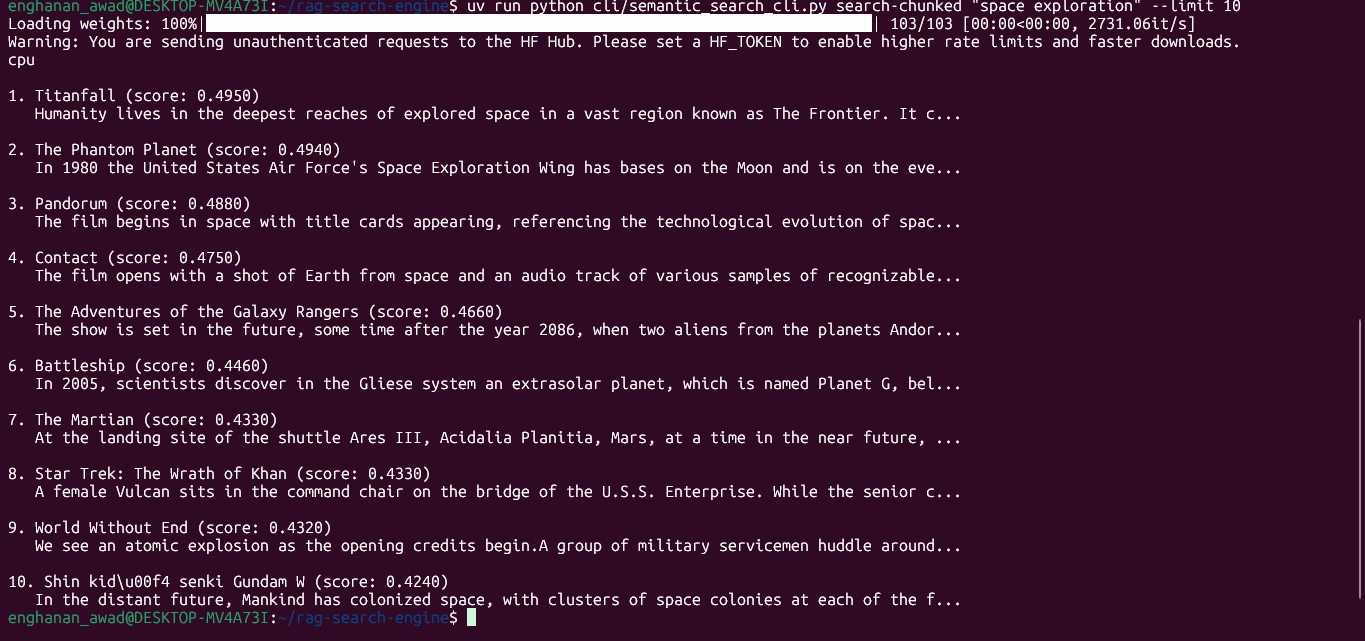 enghanan_awad@DESKTOP-MV4A73I:~/rag-search-engine$ uv run python cli/semantic_search_cli.py search-chunked "space exploration" --limit 10
Loading weights: 100%|| 103/103 [00:00<00:00, 2731.06it/s]
Warning: You are sending unauthenticated requests to the HF Hub. Please set a HF_TOKEN to enable higher rate limits and faster downloads.
cpu
1. Titanfall (score: 0.4950)
Humanity lives in the deepest reaches of explored space in a vast region known as The Frontier. It c...
2. The Phantom Planet (score: 0.4940)
In 1980 the United States Air Force's Space Exploration Wing has bases on the Moon and is on the eve...
3. Pandorum (score: 0.4880)
The film begins in space with title cards appearing, referencing the technological evolution of spac...
4. Contact (score: 0.4750)
The film opens with a shot of Earth from space and an audio track of various samples of recognizable...
5. The Adventures of the Galaxy Rangers (score: 0.4660)
The show is set in the future, some time after the year 2086, when two aliens from the planets Andor...
6. Battleship (score: 0.4460)
In 2005, scientists discover in the Gliese system an extrasolar planet, which is named Planet G, bel...
7. The Martian (score: 0.4330)
At the landing site of the shuttle Ares III, Acidalia Planitia, Mars, at a time in the near future, ...
8. Star Trek: The Wrath of Khan (score: 0.4330)
A female Vulcan sits in the command chair on the bridge of the U.S.S. Enterprise. While the senior c...
9. World Without End (score: 0.4320)
We see an atomic explosion as the opening credits begin.A group of military servicemen huddle around...
10. Shin kid\u00f4 senki Gundam W (score: 0.4240)
In the distant future, Mankind has colonized space, with clusters of space colonies at each of the f...
enghanan_awad@DESKTOP-MV4A73I:~/rag-search-engine$